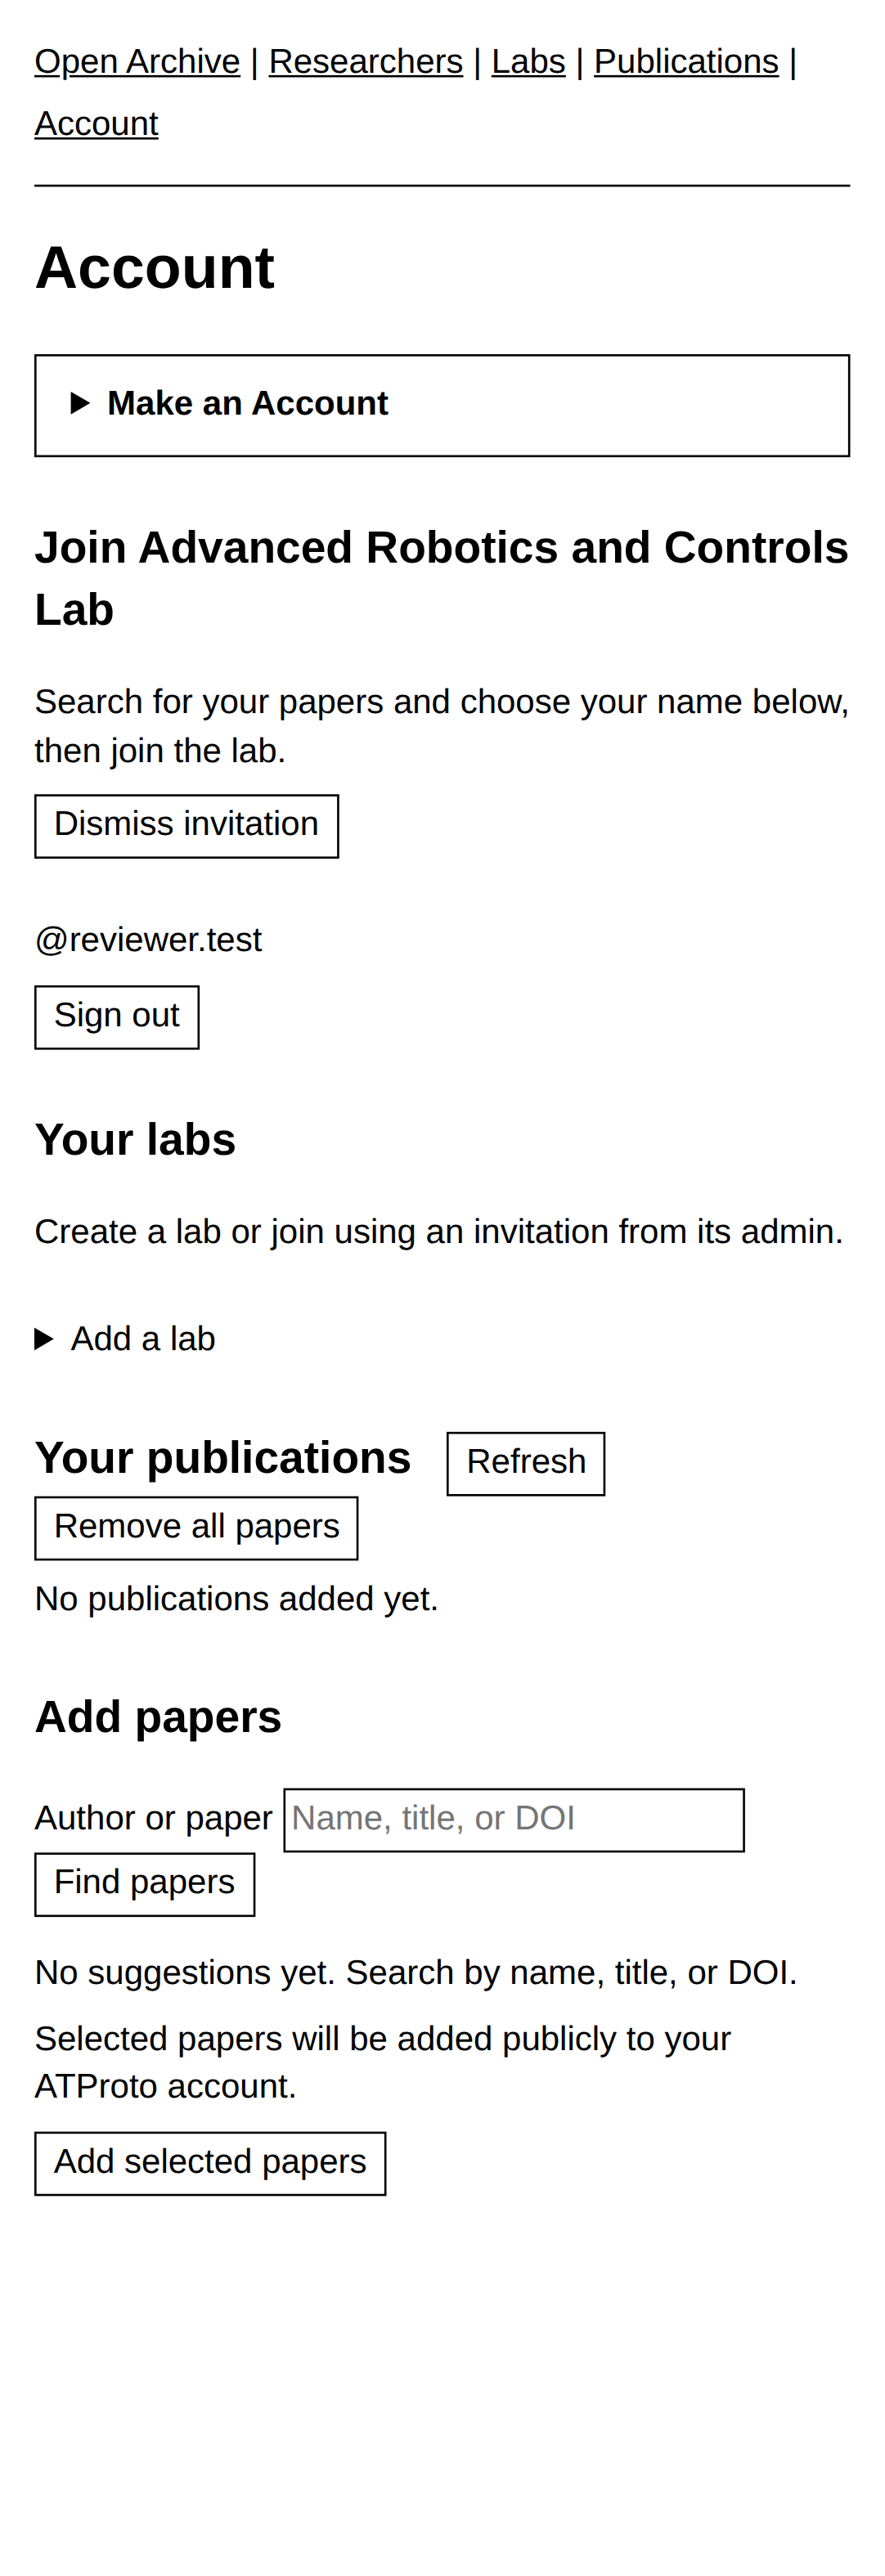 Open Archive | Researchers | Labs | Publications |
Account
Account
Make an Account
Join Advanced Robotics and Controls
Lab
Search for your papers and choose your name below,
then join the lab.
Dismiss invitation
@reviewer.test
Sign out
Your labs
Create a lab or join using an invitation from its admin.
Add a lab
Your publications Refresh
Remove all papers
No publications added yet.
Add papers
Author or paper Name, title, or DOI
Find papers
No suggestions yet. Search by name, title, or DOI.
Selected papers will be added publicly to your
ATProto account.
Add selected papers